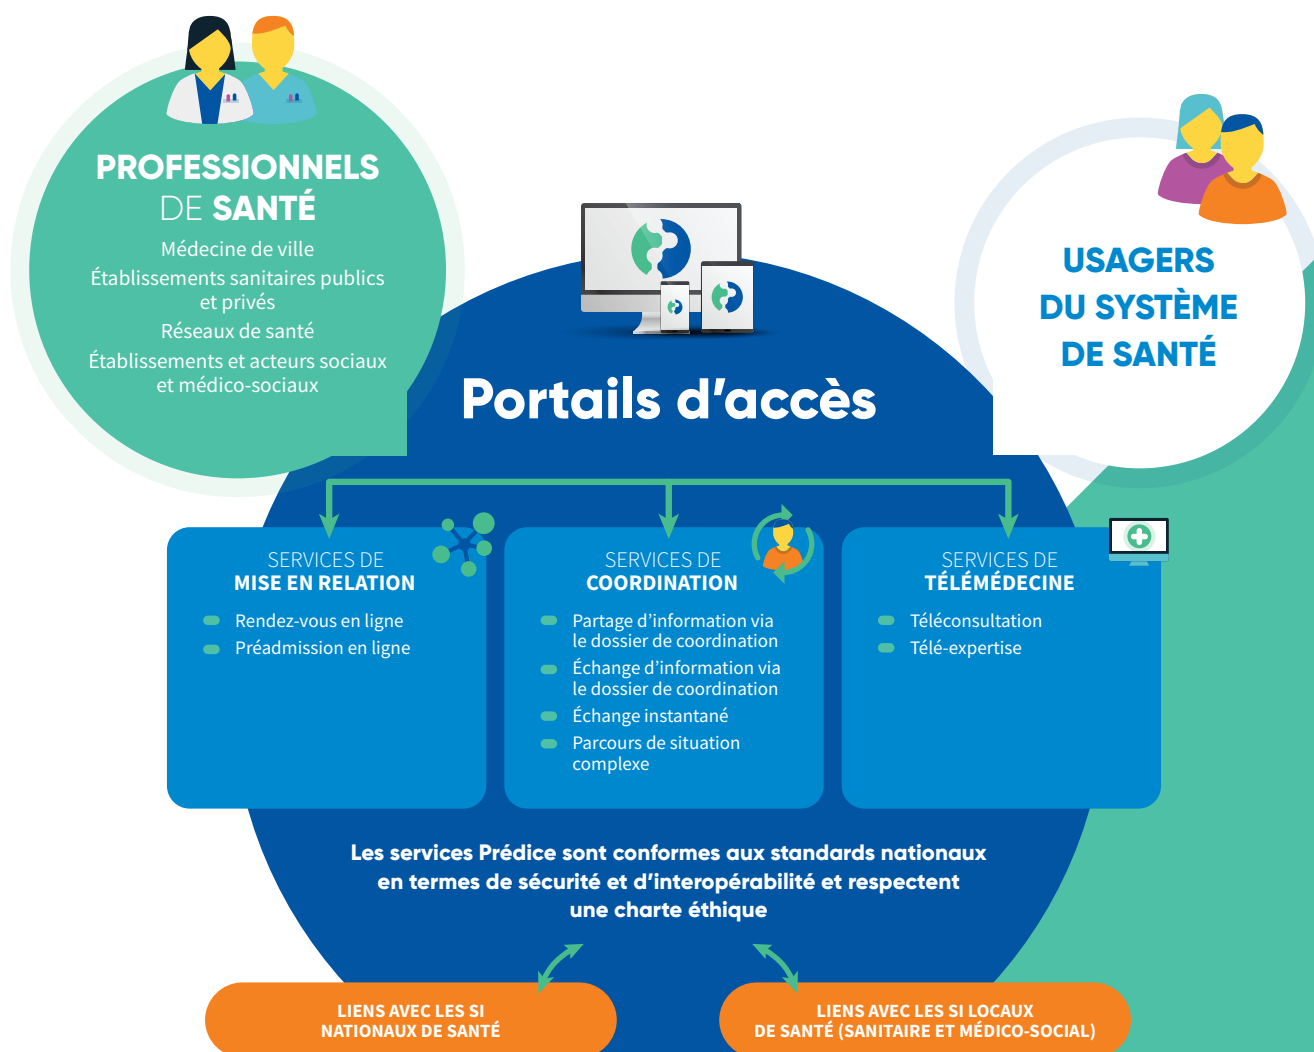 PROFESSIONNELS
DE SANTÉ
Médecine de ville
Établissements sanitaires publics
et privés
Réseaux de santé
Établissements et acteurs sociaux
et médico-sociaux
USAGERS
DU SYSTÈME
DE SANTÉ
Portails d’accès
SERVICES DE
MISE EN RELATION
Rendez-vous en ligne
Préadmission en ligne
SERVICES DE
COORDINATION
Partage d’information via
le dossier de coordination
Échange d’information via
le dossier de coordination
Échange instantané
Parcours de situation
complexe
SERVICES DE
TÉLÉMÉDECINE
Téléconsultation
Télé-expertise
Les services Prédice sont conformes aux standards nationaux
en termes de sécurité et d’interopérabilité et respectent
une charte éthique
LIENS AVEC LES SI
NATIONAUX DE SANTÉ
LIENS AVEC LES SI LOCAUX
DE SANTÉ (SANITAIRE ET MÉDICO-SOCIAL)